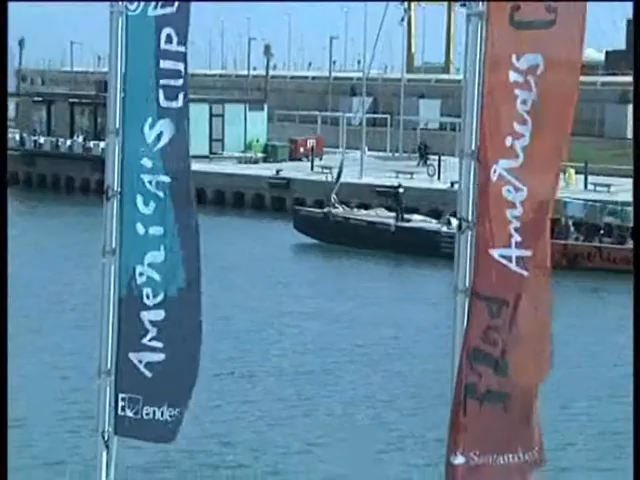 America's CUP
Endesa
America's C
32nd
Santander